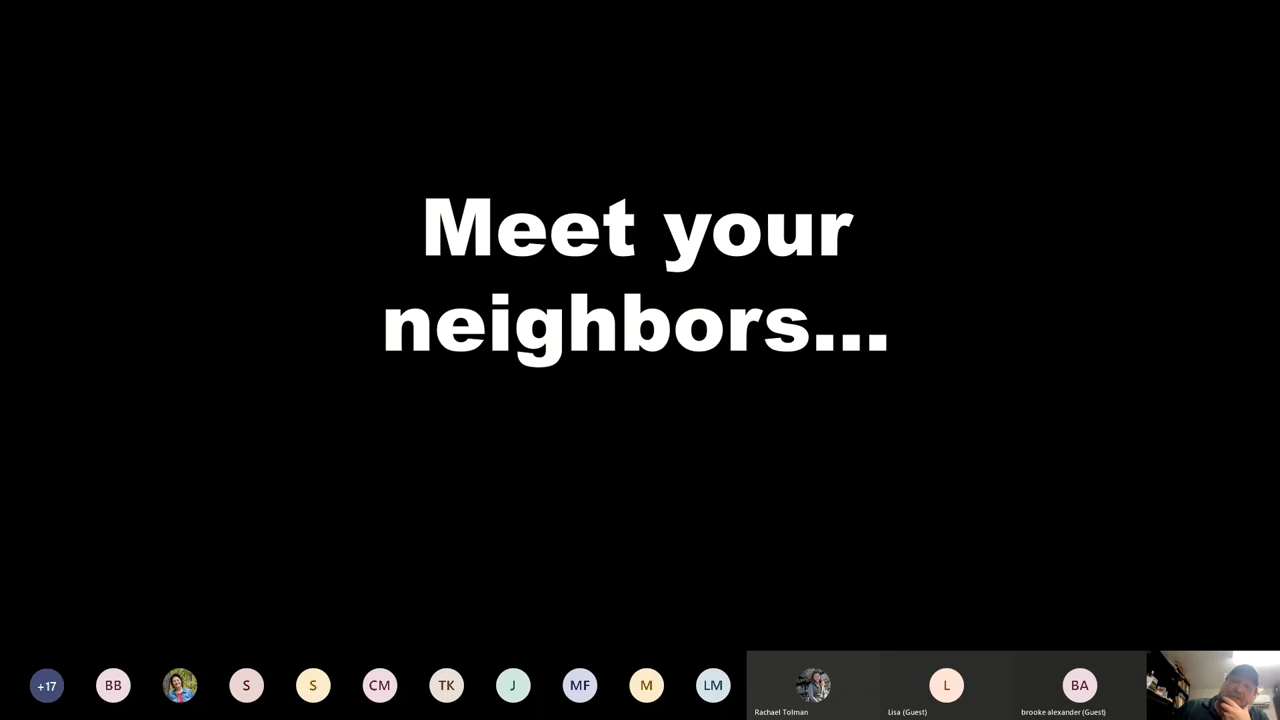 Meet your
neighbors...
+17
BB
S
S
CM
TK
J
MF
M
LM
Rachael Tolman
L
Lisa (Guest)
BA
brooke alexander (Guest)